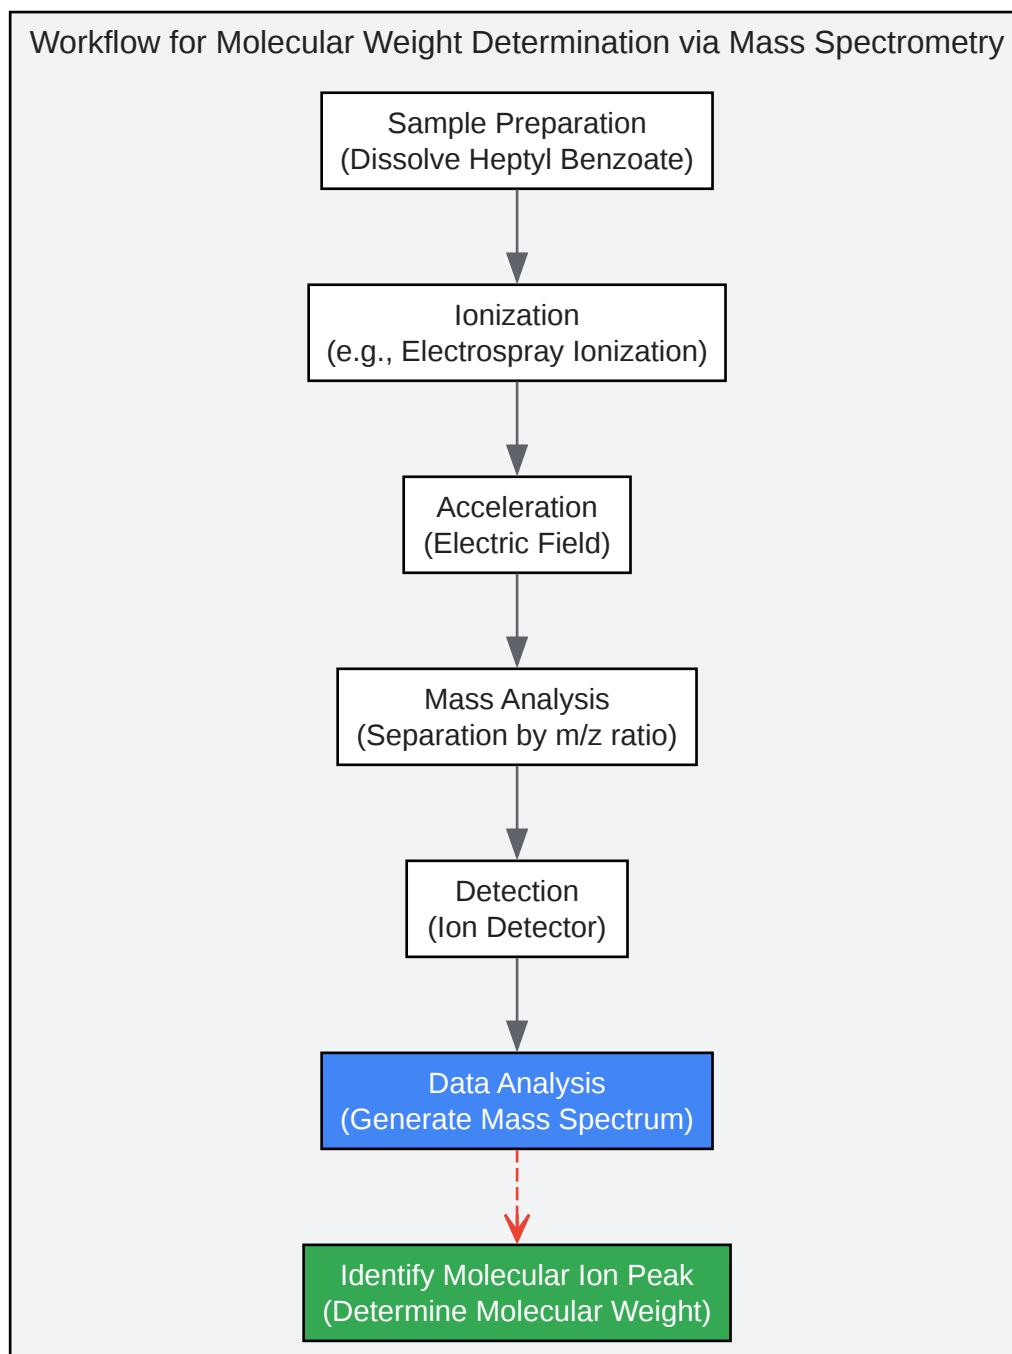 Workflow for Molecular Weight Determination via Mass Spectrometry
Sample Preparation
(Dissolve Heptyl Benzoate)
Ionization
(e.g., Electrospray Ionization)
Acceleration
(Electric Field)
Mass Analysis
(Separation by m/z ratio)
Detection
(Ion Detector)
Data Analysis
(Generate Mass Spectrum)
Identify Molecular Ion Peak
(Determine Molecular Weight)